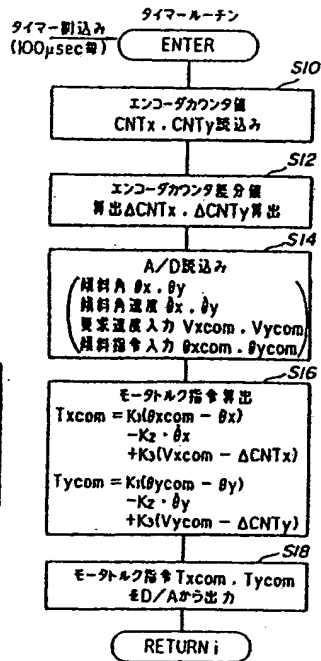 タイマールーチン
タイマー割込み
(100μsec毎)
ENTER
S10
エンコーダカウンタ値
CNTx．CNTy読込み
S12
エンコーダカウンタ差分値
算出ΔCNTx．ΔCNTy算出
S14
A/D読込み
傾斜角 θx．θy
傾斜角速度 θ̇x．θ̇y
要求速度入力 Vxcom．Vycom
傾斜指令入力 θxcom．θycom
S16
モータトルク指令算出
Txcom = K₁(θxcom − θx)
−K₂・θ̇x
+K₃(Vxcom − ΔCNTx)
Tycom = K₁(θycom − θy)
−K₂・θ̇y
+K₃(Vycom − ΔCNTy)
S18
モータトルク指令 Txcom．Tycom
をD/Aから出力
RETURN i